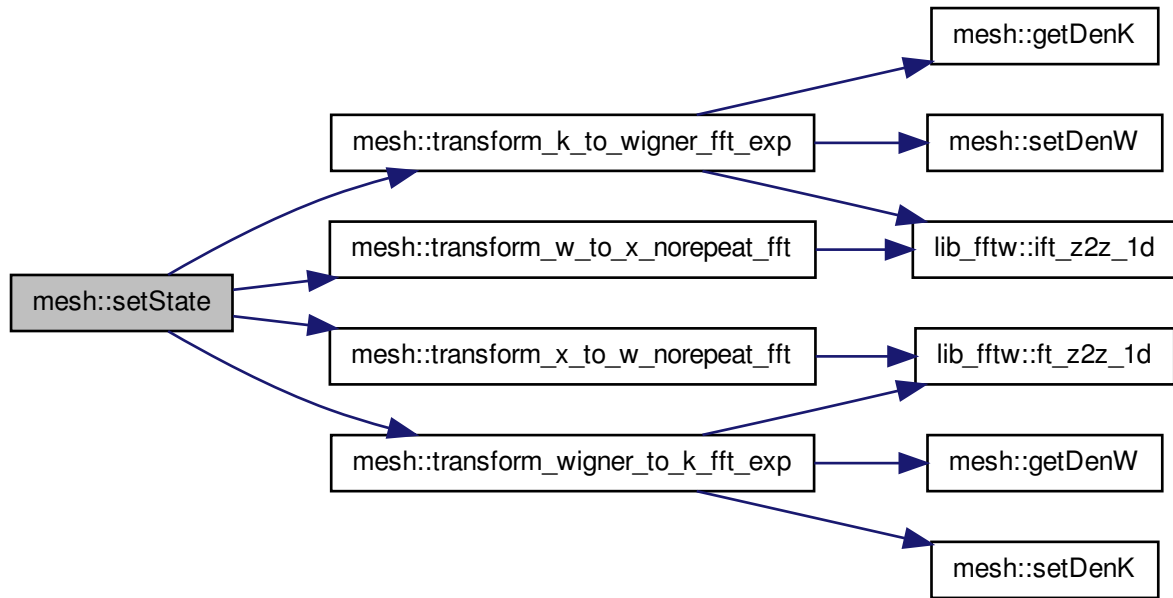 mesh::setState
mesh::transform_k_to_wigner_fft_exp
mesh::transform_w_to_x_norepeat_fft
mesh::transform_x_to_w_norepeat_fft
mesh::transform_wigner_to_k_fft_exp
mesh::getDenK
mesh::setDenW
lib_fftw::ift_z2z_1d
lib_fftw::ft_z2z_1d
mesh::getDenW
mesh::setDenK